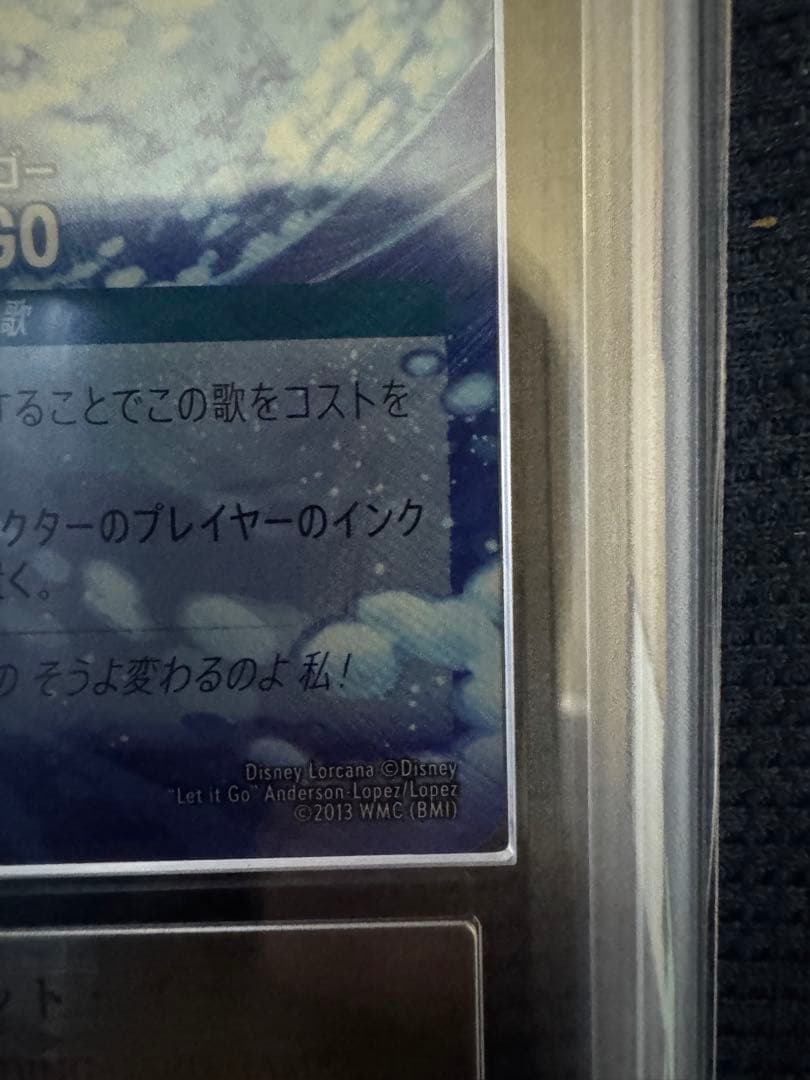 ゴー
GO
歌
することでこの歌をコストを
クターのプレイヤーのインク
く。
の そうよ変わるのよ 私!
Disney Lorcana ©Disney
"Let it Go" Anderson-Lopez/Lopez
©2013 WMC (BMI)
ット